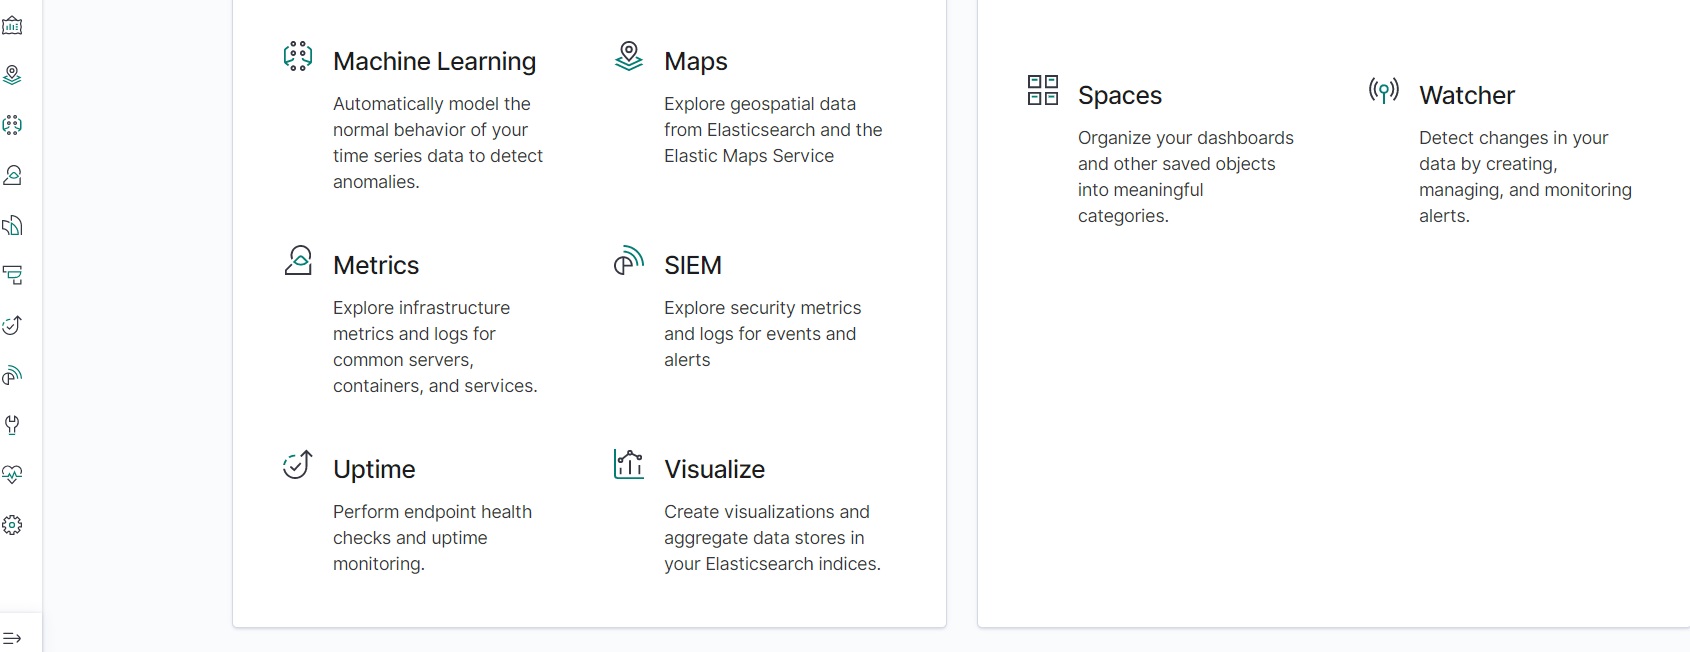 Machine Learning
Automatically model the
normal behavior of your
time series data to detect
anomalies.
Maps
Explore geospatial data
from Elasticsearch and the
Elastic Maps Service
Metrics
Explore infrastructure
metrics and logs for
common servers,
containers, and services.
SIEM
Explore security metrics
and logs for events and
alerts
Uptime
Perform endpoint health
checks and uptime
monitoring.
Visualize
Create visualizations and
aggregate data stores in
your Elasticsearch indices.
Spaces
Organize your dashboards
and other saved objects
into meaningful
categories.
Watcher
Detect changes in your
data by creating,
managing, and monitoring
alerts.